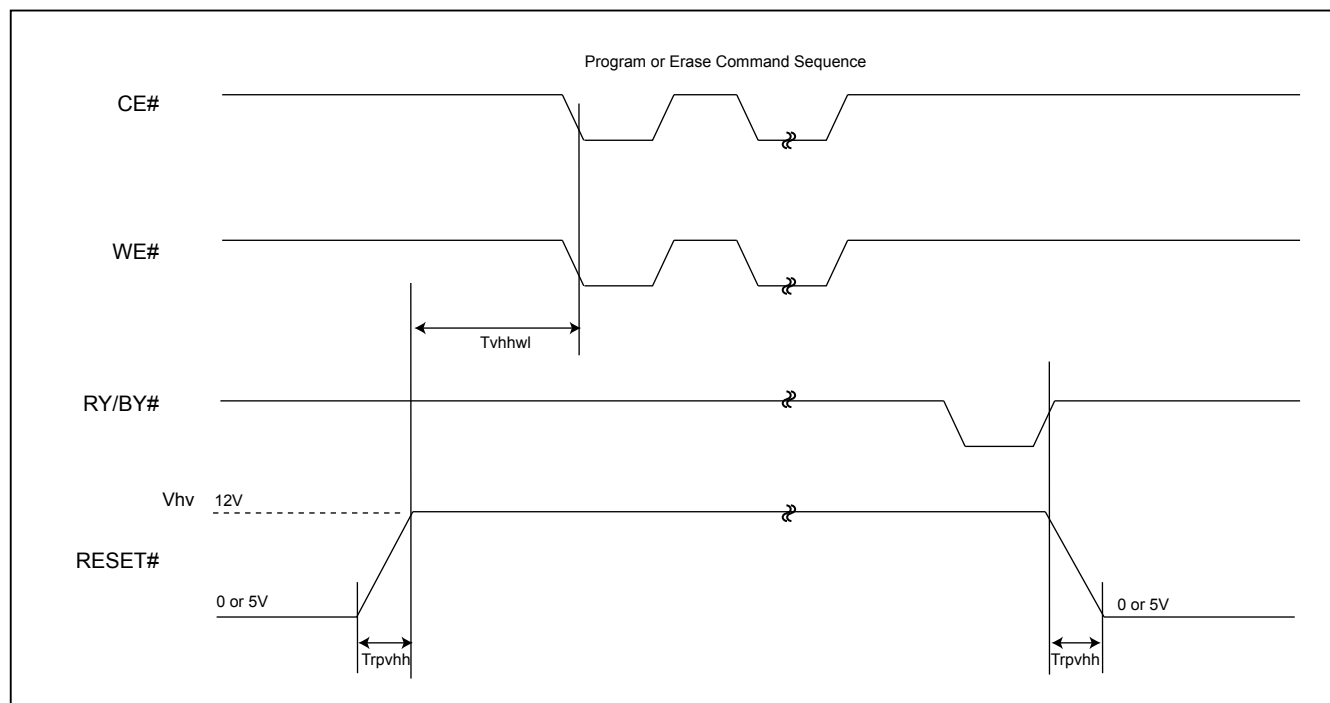 Program or Erase Command Sequence
CE#
WE#
Tvhhwl
RY/BY#
Vhv 12V
RESET#
0 or 5V 0 or 5V
Trpvhh Trpvhh